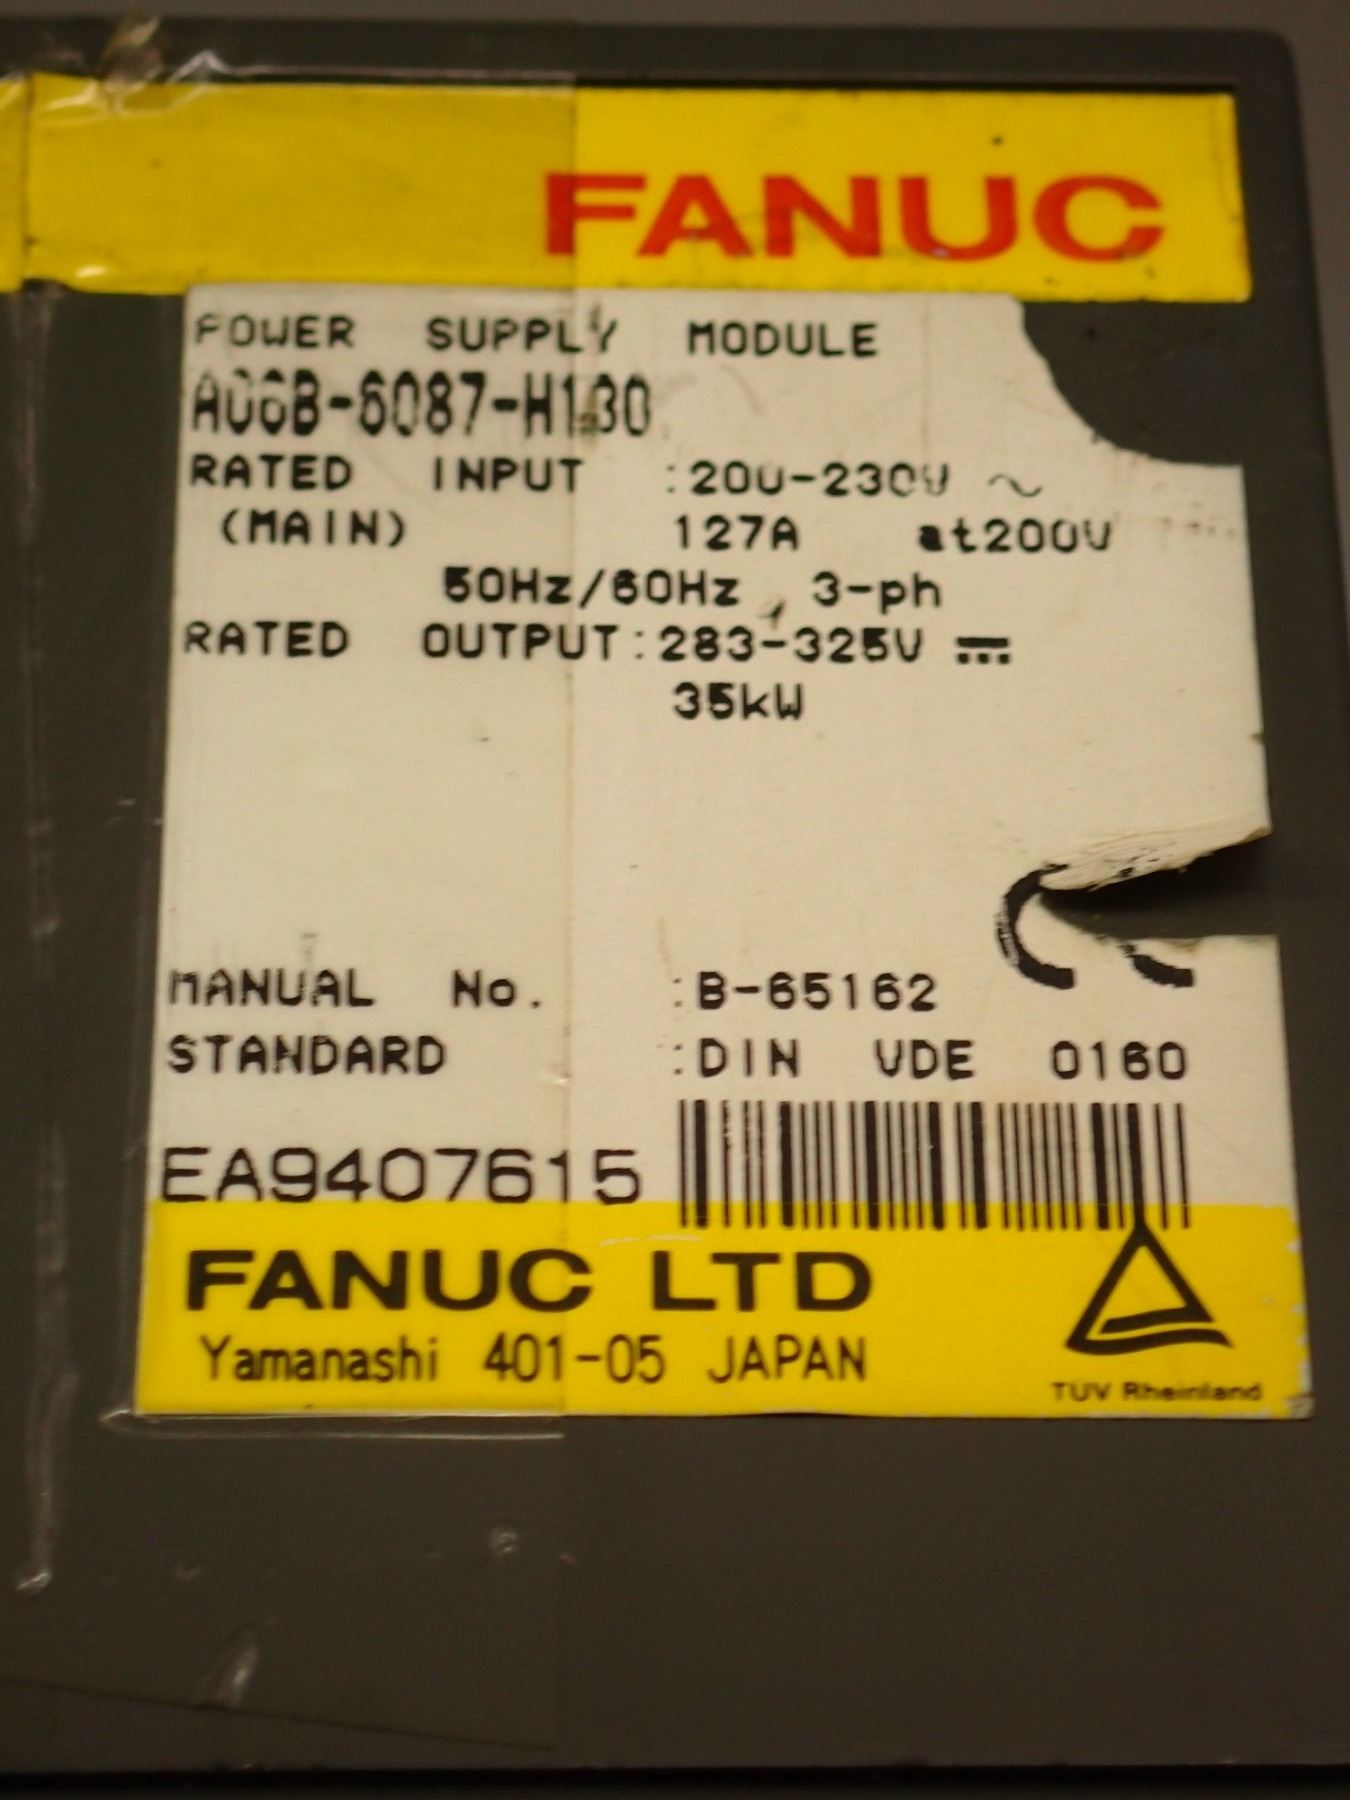 FANUC
POWER SUPPLY MODULE
A06B-6087-H130
RATED INPUT :200-230V ~
(MAIN) 127A at200V
50Hz/60Hz 3-ph
RATED OUTPUT:283-325V ⎓
35kW
CE
MANUAL No. :B-65162
STANDARD :DIN VDE 0160
EA9407615
FANUC LTD
Yamanashi 401-05 JAPAN
TÜV Rheinland